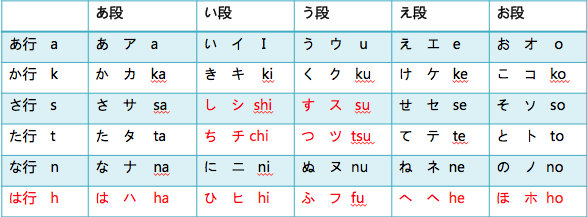 あ段 い段 う段 え段 お段
あ行 a あ ア a い イ I う ウ u え エ e お オ o
か行 k か カ ka き キ ki く ク ku け ケ ke こ コ ko
さ行 s さ サ sa し シ shi す ス su せ セ se そ ソ so
た行 t た タ ta ち チ chi つ ツ tsu て テ te と ト to
な行 n な ナ na に ニ ni ぬ ヌ nu ね ネ ne の ノ no
は行 h は ハ ha ひ ヒ hi ふ フ fu へ ヘ he ほ ホ ho